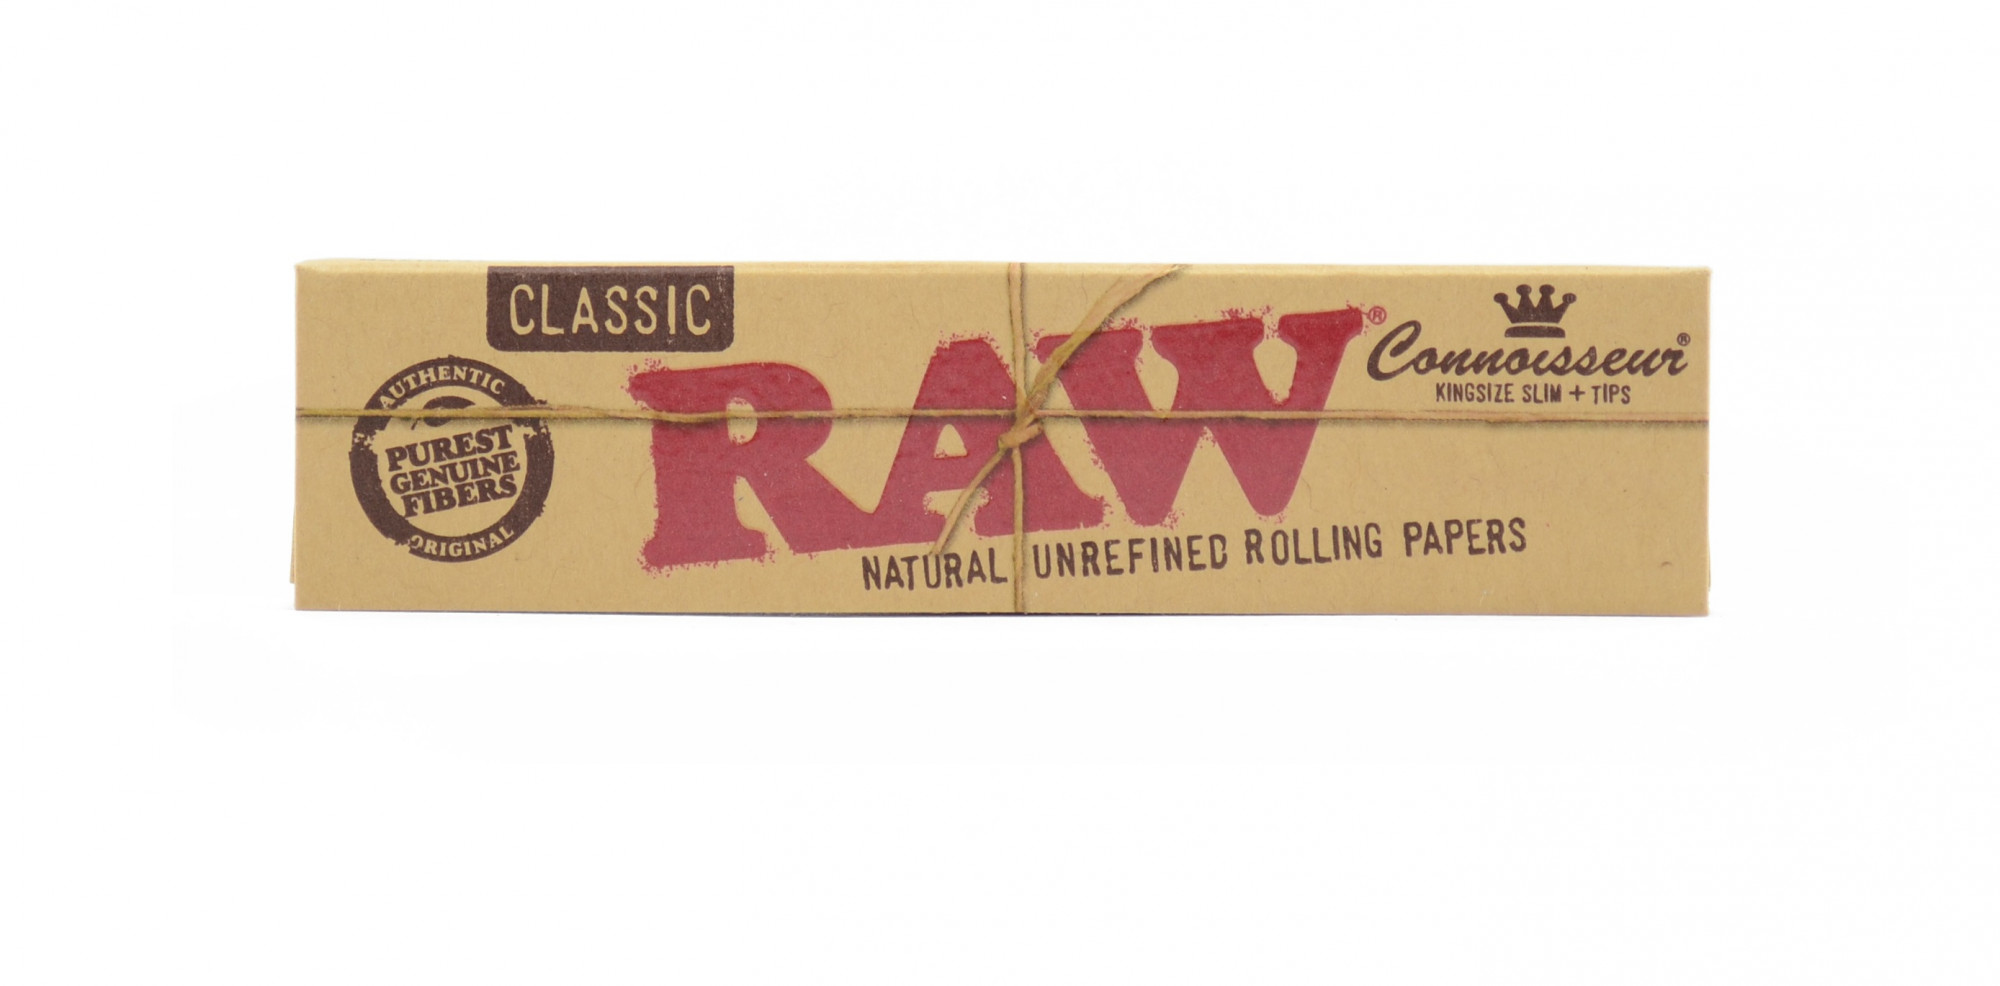 CLASSIC
AUTHENTIC
PUREST
GENUINE
FIBERS
ORIGINAL
RAW®
NATURAL UNREFINED ROLLING PAPERS
Connoisseur®
KINGSIZE SLIM + TIPS